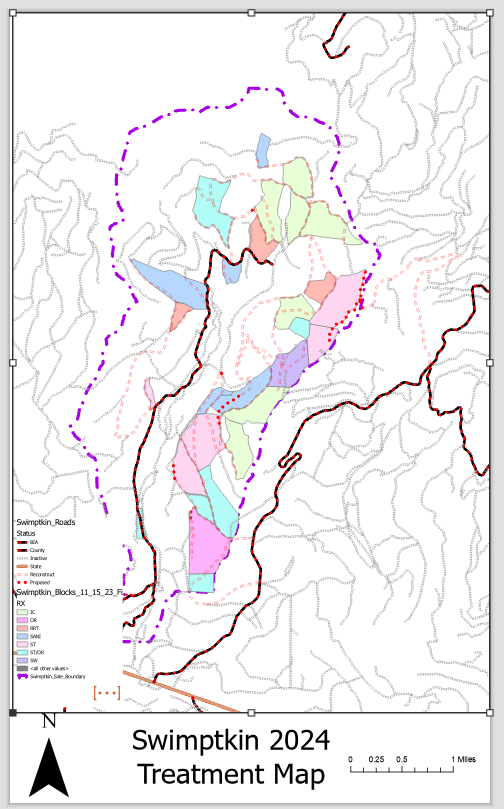 Swimptkin_Roads
Status
BIA
County
Inactive
State
Reconstruct
Proposed
Swimptkin_Blocks_11_15_23_Fi
RX
IC
OR
RRT
SANI
ST
ST/OR
SW
<all other values>
Swimptkin_Sale_Boundary
N
Swimptkin 2024
Treatment Map
0 0.25 0.5 1 Miles